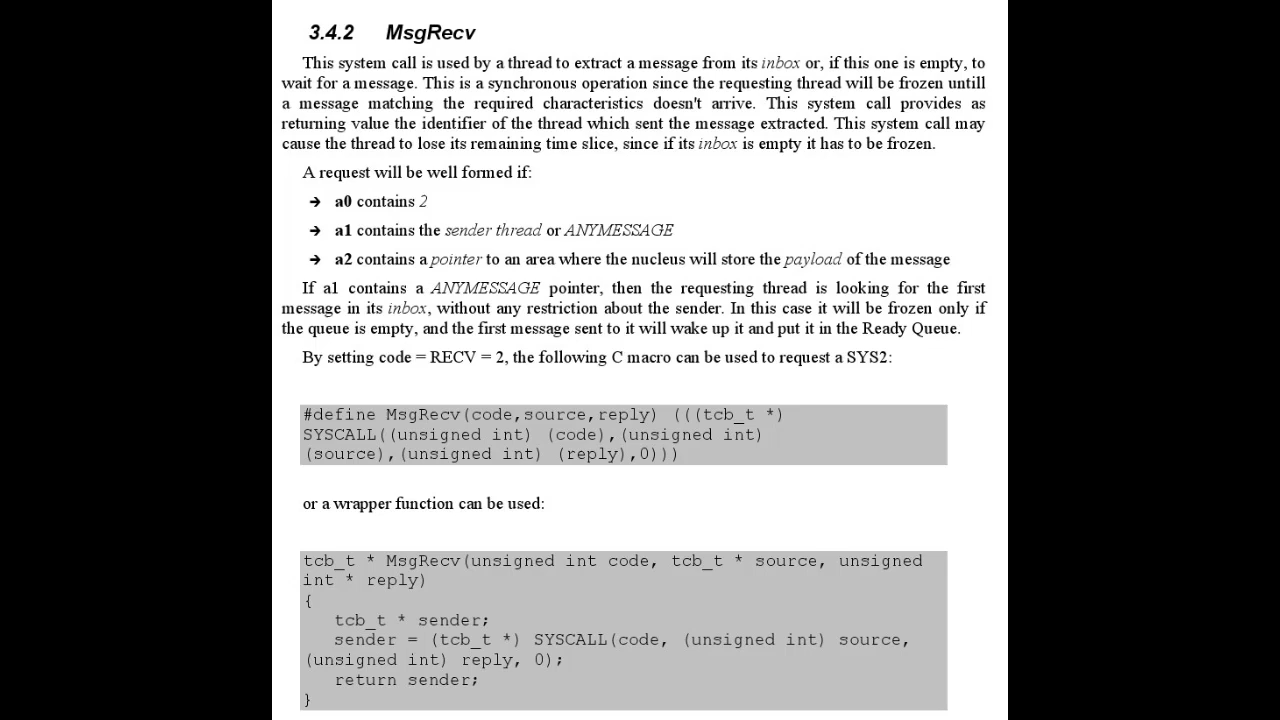 3.4.2 MsgRecv
This system call is used by a thread to extract a message from its inbox or, if this one is empty, to
wait for a message. This is a synchronous operation since the requesting thread will be frozen untill
a message matching the required characteristics doesn't arrive. This system call provides as
returning value the identifier of the thread which sent the message extracted. This system call may
cause the thread to lose its remaining time slice, since if its inbox is empty it has to be frozen.
A request will be well formed if:
➔ a0 contains 2
➔ a1 contains the sender thread or ANYMESSAGE
➔ a2 contains a pointer to an area where the nucleus will store the payload of the message
If a1 contains a ANYMESSAGE pointer, then the requesting thread is looking for the first
message in its inbox, without any restriction about the sender. In this case it will be frozen only if
the queue is empty, and the first message sent to it will wake up it and put it in the Ready Queue.
By setting code = RECV = 2, the following C macro can be used to request a SYS2:
#define MsgRecv(code,source,reply) (((tcb_t *)
SYSCALL((unsigned int) (code),(unsigned int)
(source),(unsigned int) (reply),0)))
or a wrapper function can be used:
tcb_t * MsgRecv(unsigned int code, tcb_t * source, unsigned
int * reply)
{
tcb_t * sender;
sender = (tcb_t *) SYSCALL(code, (unsigned int) source,
(unsigned int) reply, 0);
return sender;
}